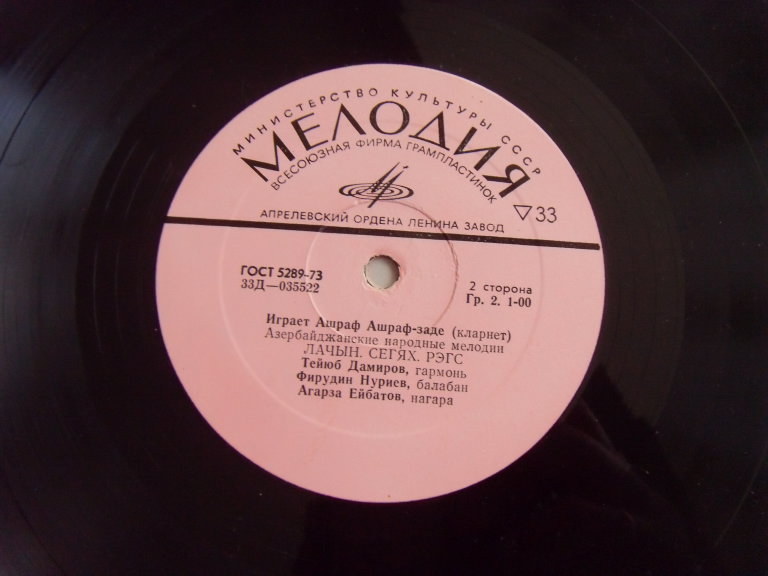 МИНИСТЕРСТВО КУЛЬТУРЫ СССР
МЕЛОДИЯ
ВСЕСОЮЗНАЯ ФИРМА ГРАМПЛАСТИНОК
▽33
АПРЕЛЕВСКИЙ ОРДЕНА ЛЕНИНА ЗАВОД
ГОСТ 5289-73
33Д—035522
2 сторона
Гр. 2. 1-00
Играет Ашраф Ашраф-заде (кларнет)
Азербайджанские народные мелодии
ЛАЧЫН. СЕГЯХ. РЭГС
Тейюб Дамиров, гармонь
Фирудин Нуриев, балабан
Агарза Ейбатов, нагара